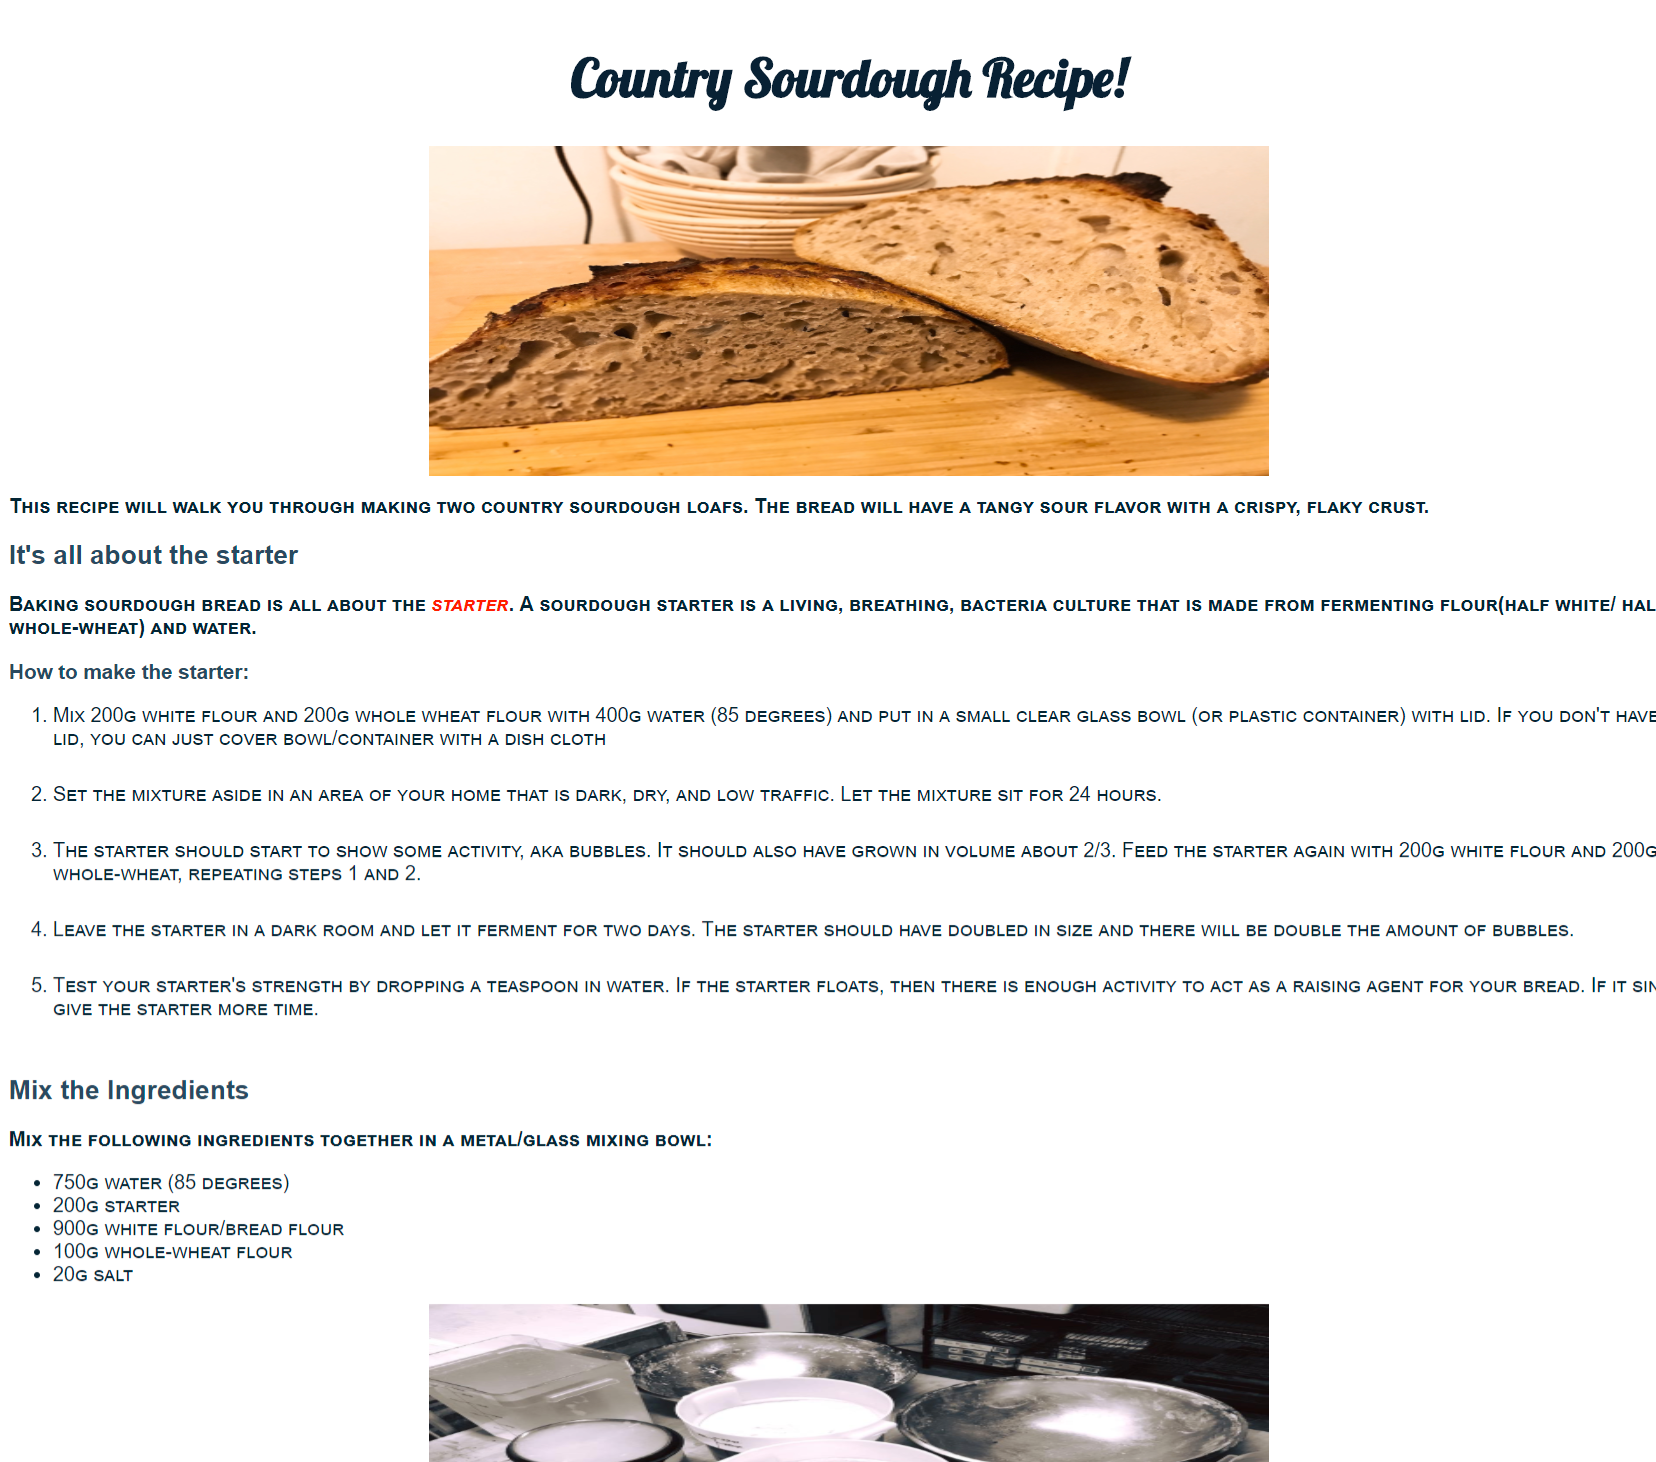 Country Sourdough Recipe!
This recipe will walk you through making two country sourdough loafs. The bread will have a tangy sour flavor with a crispy, flaky crust.
It's all about the starter
Baking sourdough bread is all about the starter. A sourdough starter is a living, breathing, bacteria culture that is made from fermenting flour(half white/
whole-wheat) and water.
How to make the starter:
1. Mix 200g white flour and 200g whole wheat flour with 400g water (85 degrees) and put in a small clear glass bowl (or plastic container) with lid. If you don't have
lid, you can just cover bowl/container with a dish cloth
2. Set the mixture aside in an area of your home that is dark, dry, and low traffic. Let the mixture sit for 24 hours.
3. The starter should start to show some activity, aka bubbles. It should also have grown in volume about 2/3. Feed the starter again with 200g white flour and 200g
whole-wheat, repeating steps 1 and 2.
4. Leave the starter in a dark room and let it ferment for two days. The starter should have doubled in size and there will be double the amount of bubbles.
5. Test your starter's strength by dropping a teaspoon in water. If the starter floats, then there is enough activity to act as a raising agent for your bread. If it
give the starter more time.
Mix the Ingredients
Mix the following ingredients together in a metal/glass mixing bowl:
• 750g water (85 degrees)
• 200g starter
• 900g white flour/bread flour
• 100g whole-wheat flour
• 20g salt